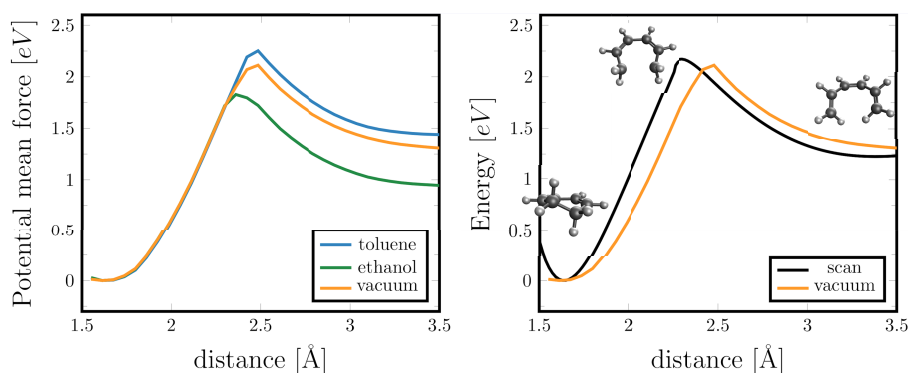 Potential mean force [eV]
2.5
2
1.5
1
0.5
0
toluene
ethanol
vacuum
1.5 2 2.5 3 3.5
distance [Å]
Energy [eV]
2.5
2
1.5
1
0.5
0
scan
vacuum
1.5 2 2.5 3 3.5
distance [Å]